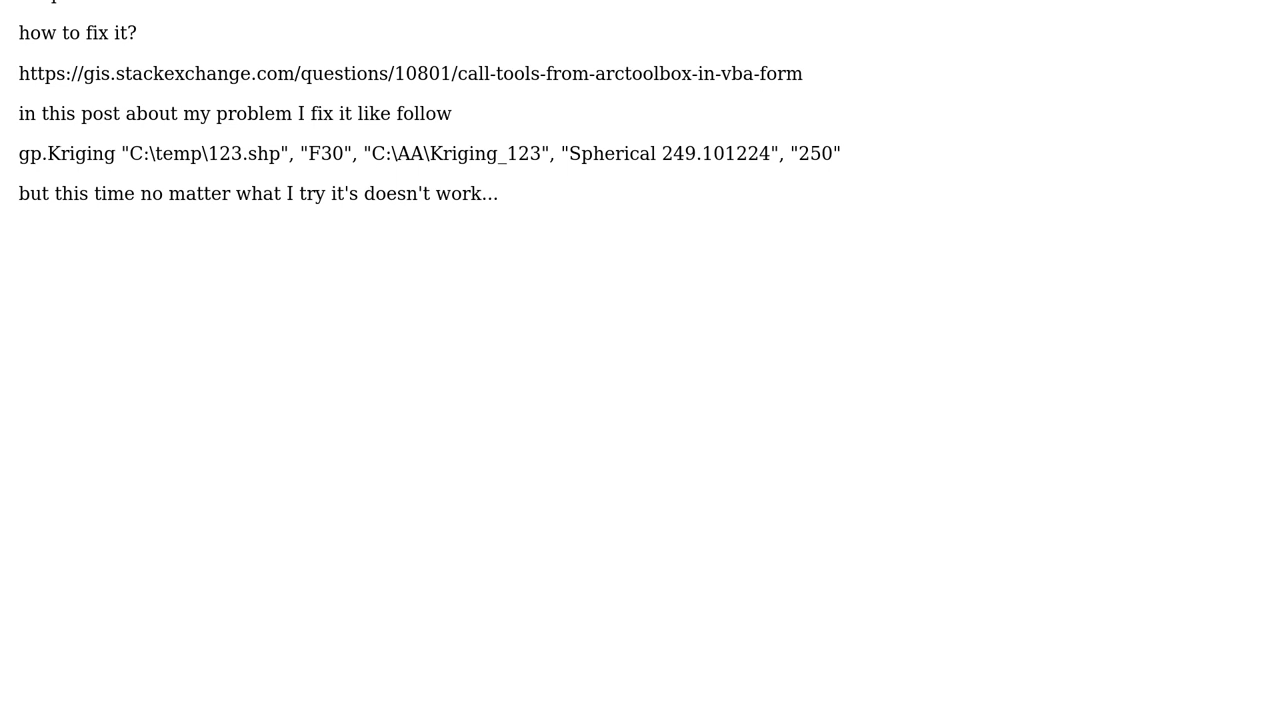 how to fix it?
https://gis.stackexchange.com/questions/10801/call-tools-from-arctoolbox-in-vba-form
in this post about my problem I fix it like follow
gp.Kriging "C:\temp\123.shp", "F30", "C:\AA\Kriging_123", "Spherical 249.101224", "250"
but this time no matter what I try it's doesn't work...